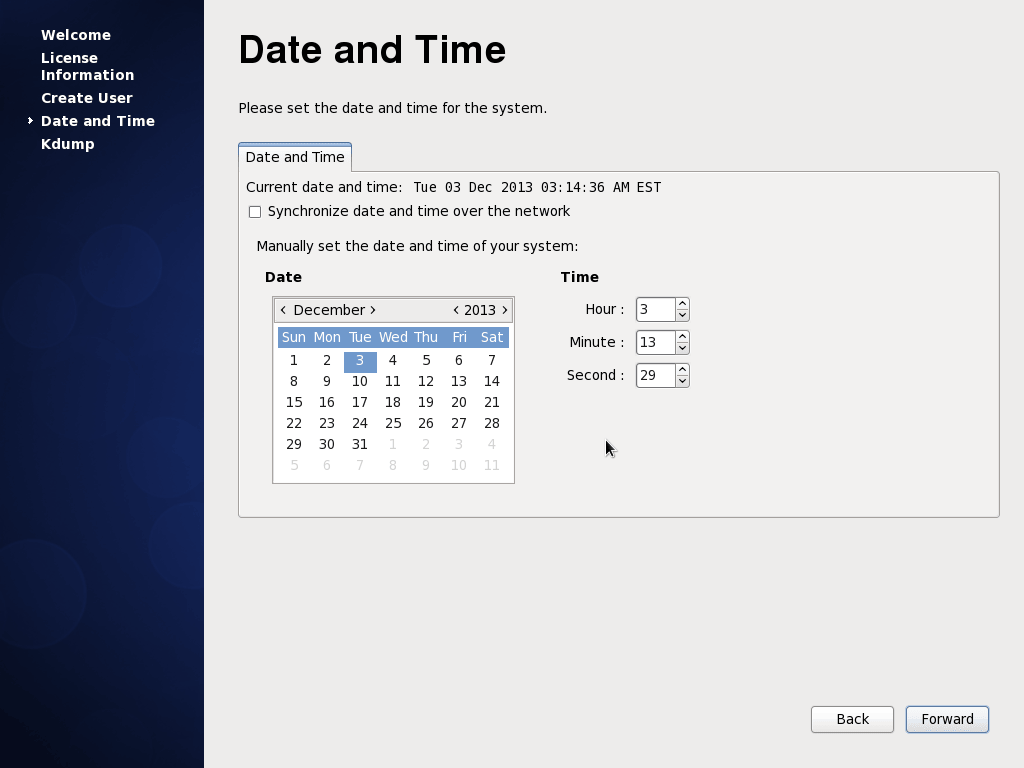 Welcome
License
Information
Create User
Date and Time
Kdump
Date and Time
Please set the date and time for the system.
Date and Time
Current date and time: Tue 03 Dec 2013 03:14:36 AM EST
Synchronize date and time over the network
Manually set the date and time of your system:
Date
< December > < 2013 >
Sun Mon Tue Wed Thu Fri Sat
1 2 3 4 5 6 7
8 9 10 11 12 13 14
15 16 17 18 19 20 21
22 23 24 25 26 27 28
29 30 31 1 2 3 4
5 6 7 8 9 10 11
Time
Hour : 3
Minute : 13
Second : 29
Back Forward